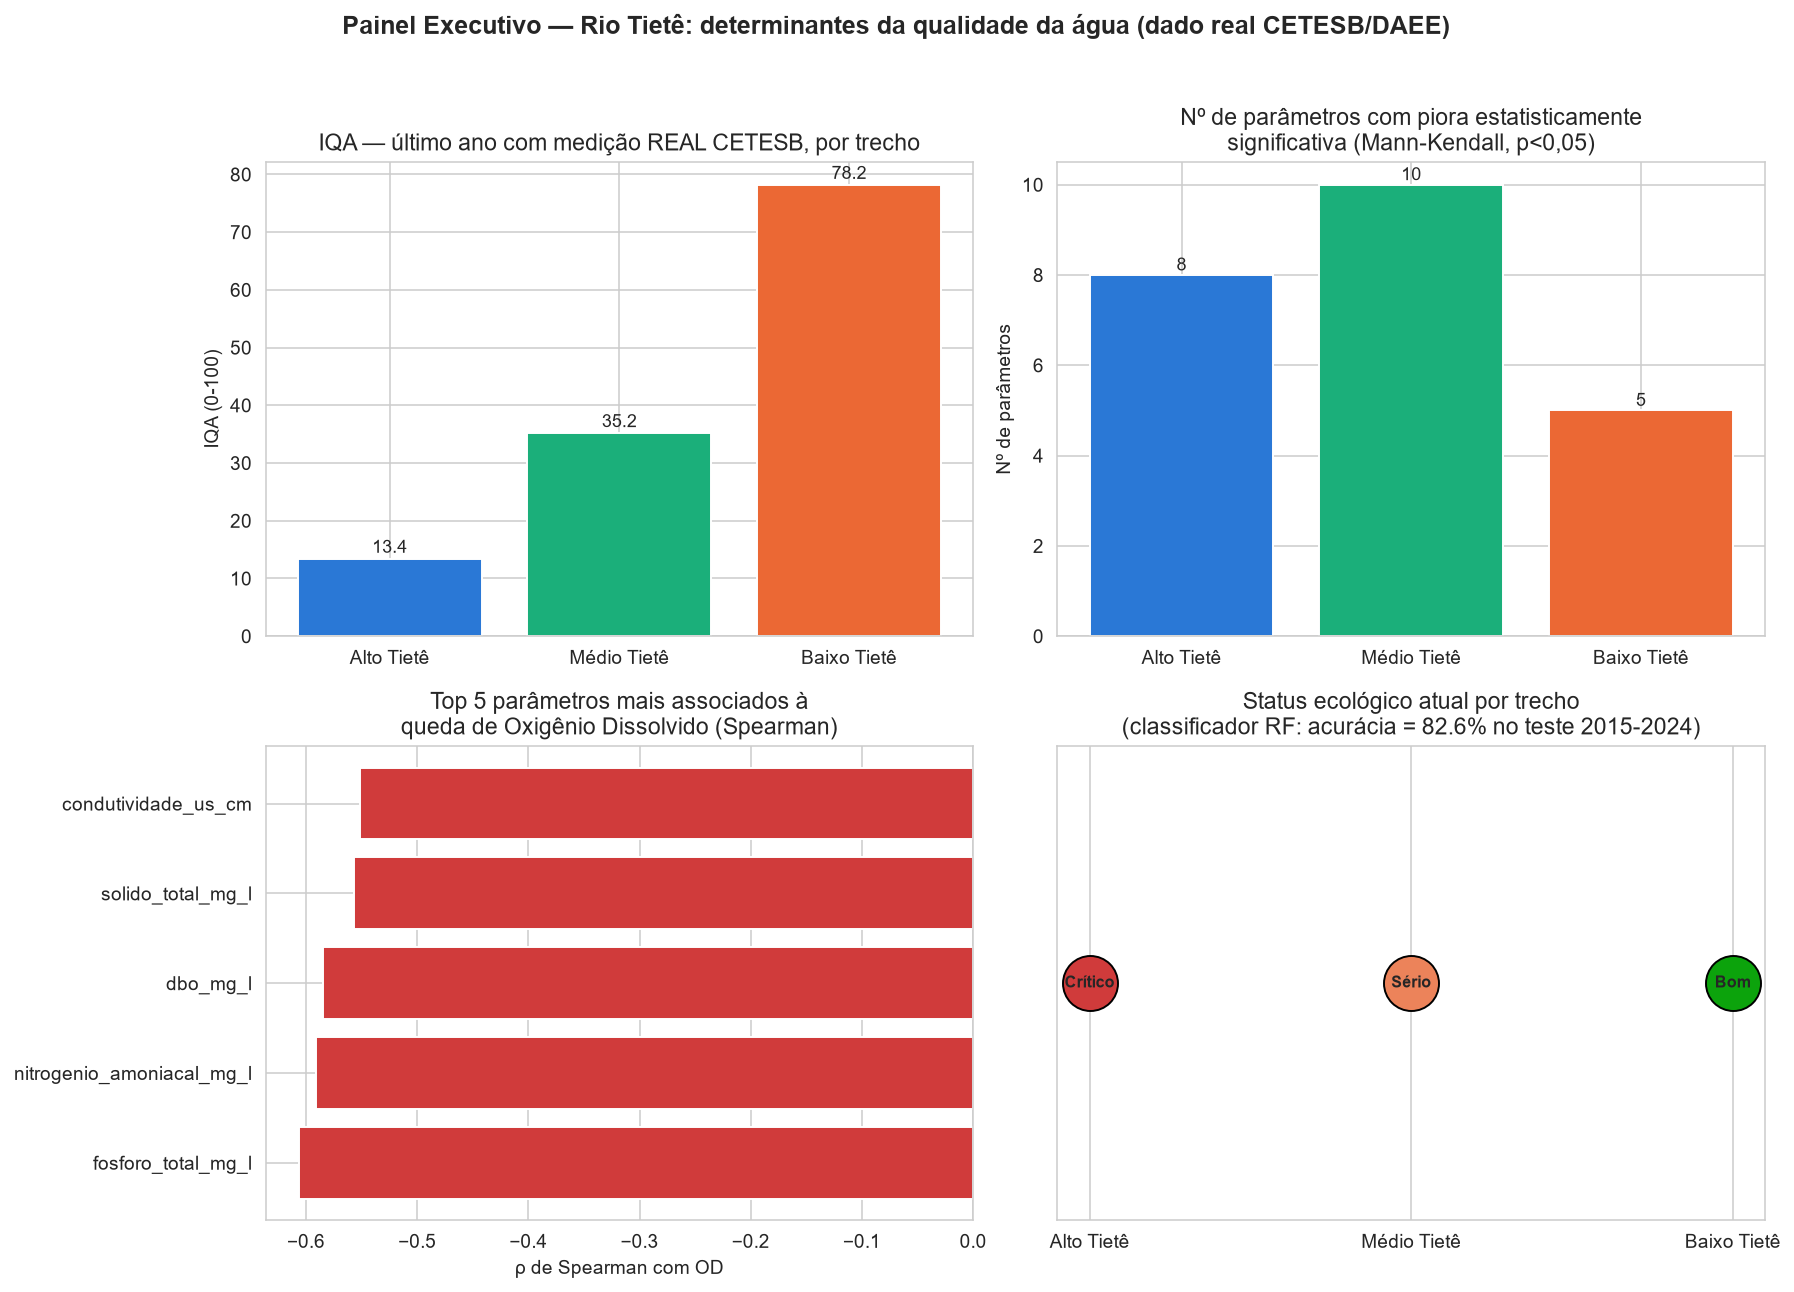 Painel Executivo — Rio Tietê: determinantes da qualidade da água (dado real CETESB/DAEE)
IQA — último ano com medição REAL CETESB, por trecho
IQA (0-100)
80
70
60
50
40
30
20
10
0
13.4
35.2
78.2
Alto Tietê
Médio Tietê
Baixo Tietê
Nº de parâmetros com piora estatisticamente
significativa (Mann-Kendall, p<0,05)
Nº de parâmetros
10
8
6
4
2
0
8
10
5
Alto Tietê
Médio Tietê
Baixo Tietê
Top 5 parâmetros mais associados à
queda de Oxigênio Dissolvido (Spearman)
condutividade_us_cm
solido_total_mg_l
dbo_mg_l
nitrogenio_amoniacal_mg_l
fosforo_total_mg_l
−0.6
−0.5
−0.4
−0.3
−0.2
−0.1
0.0
ρ de Spearman com OD
Status ecológico atual por trecho
(classificador RF: acurácia = 82.6% no teste 2015-2024)
Crítico
Sério
Bom
Alto Tietê
Médio Tietê
Baixo Tietê